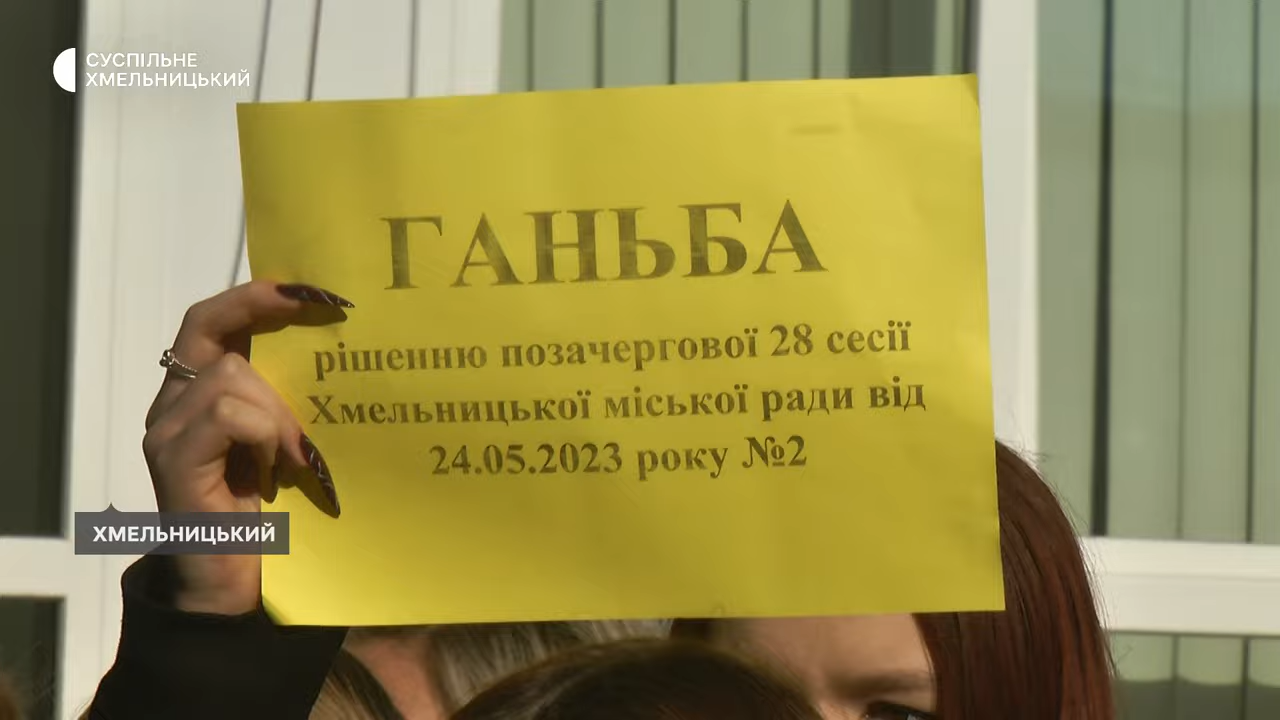 СУСПІЛЬНЕ
ХМЕЛЬНИЦЬКИЙ
ГАНЬБА
рішенню позачергової 28 сесії
Хмельницької міської ради від
24.05.2023 року №2
ХМЕЛЬНИЦЬКИЙ